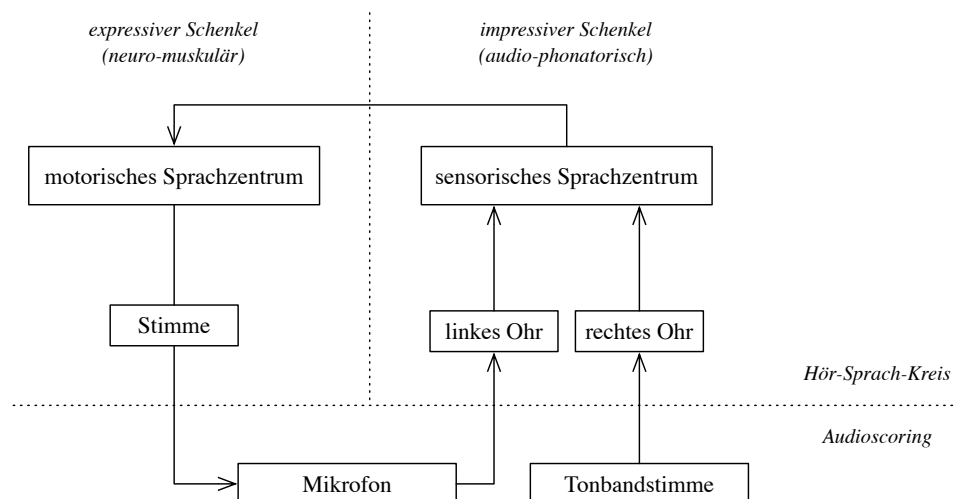 expressiver Schenkel
(neuro-muskulär)
impressiver Schenkel
(audio-phonatorisch)
motorisches Sprachzentrum
sensorisches Sprachzentrum
Stimme
linkes Ohr
rechtes Ohr
Hör-Sprach-Kreis
Audioscoring
Mikrofon
Tonbandstimme